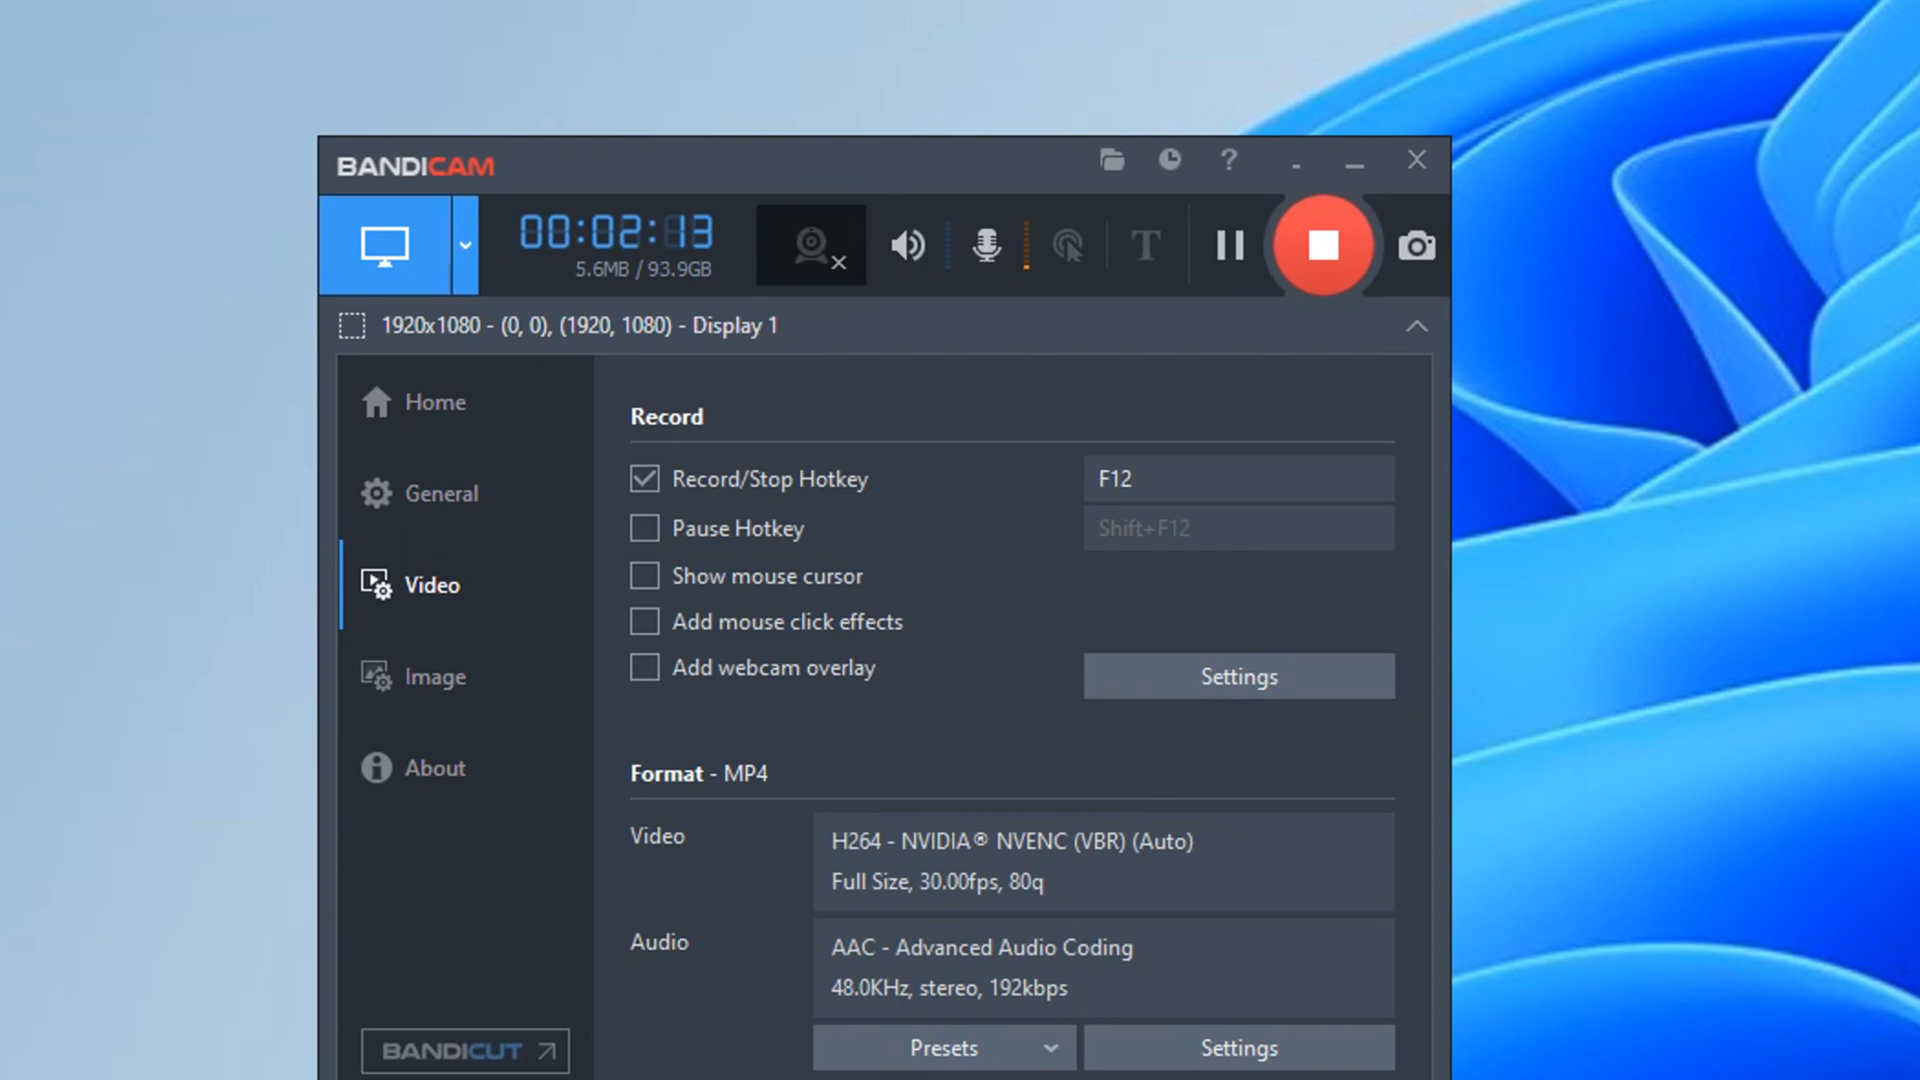 BANDICAM
?
00:02:13
5.6MB / 93.9GB
T
1920x1080 - (0, 0), (1920, 1080) - Display 1
Home
General
Video
Image
About
BANDICUT
Record
Record/Stop Hotkey
F12
Pause Hotkey
Shift+F12
Show mouse cursor
Add mouse click effects
Add webcam overlay
Settings
Format - MP4
Video
H264 - NVIDIA® NVENC (VBR) (Auto)
Full Size, 30.00fps, 80q
Audio
AAC - Advanced Audio Coding
48.0KHz, stereo, 192kbps
Presets
Settings